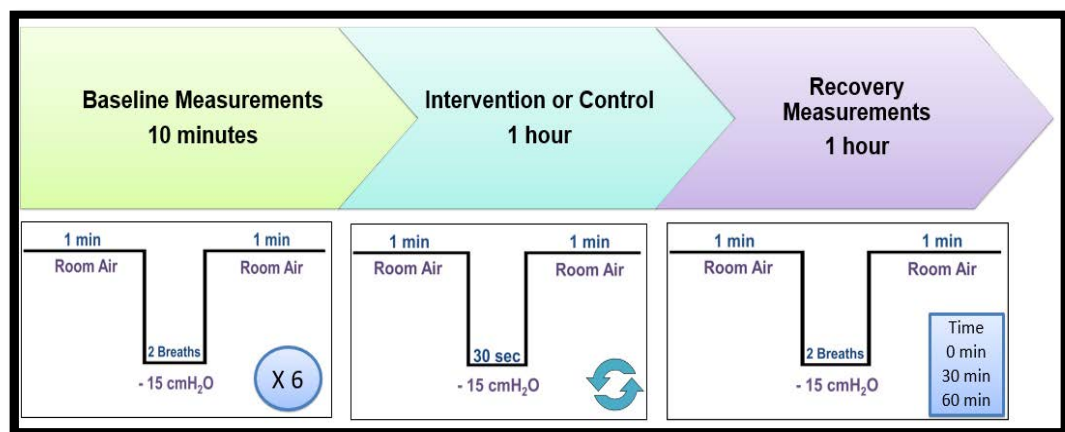 Baseline Measurements
10 minutes
Intervention or Control
1 hour
Recovery
Measurements
1 hour
1 min
1 min
Room Air
Room Air
2 Breaths
- 15 cmH₂O
X 6
1 min
1 min
Room Air
Room Air
30 sec
- 15 cmH₂O
1 min
1 min
Room Air
Room Air
2 Breaths
- 15 cmH₂O
Time
0 min
30 min
60 min